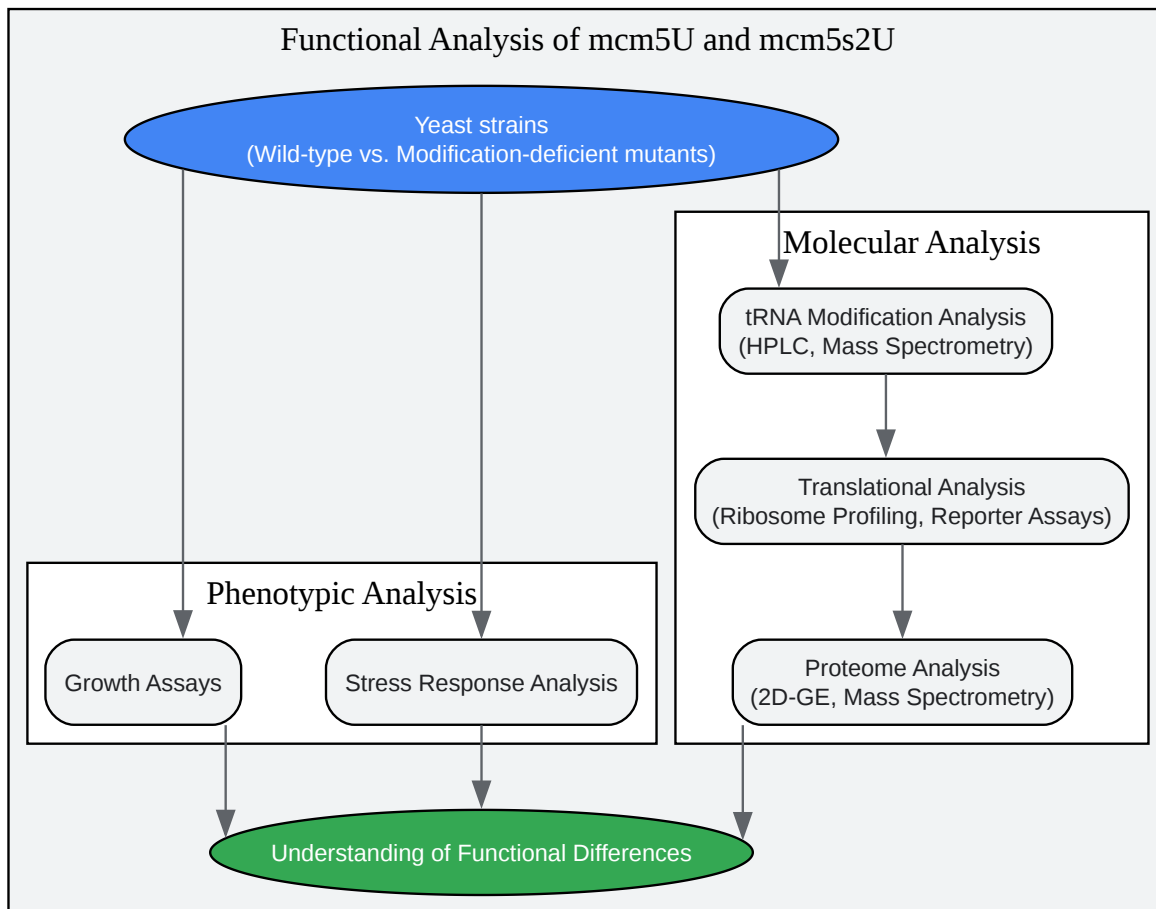 Functional Analysis of mcm5U and mcm5s2U
Yeast strains
(Wild-type vs. Modification-deficient mutants)
Molecular Analysis
tRNA Modification Analysis
(HPLC, Mass Spectrometry)
Translational Analysis
(Ribosome Profiling, Reporter Assays)
Phenotypic Analysis
Growth Assays
Stress Response Analysis
Proteome Analysis
(2D-GE, Mass Spectrometry)
Understanding of Functional Differences